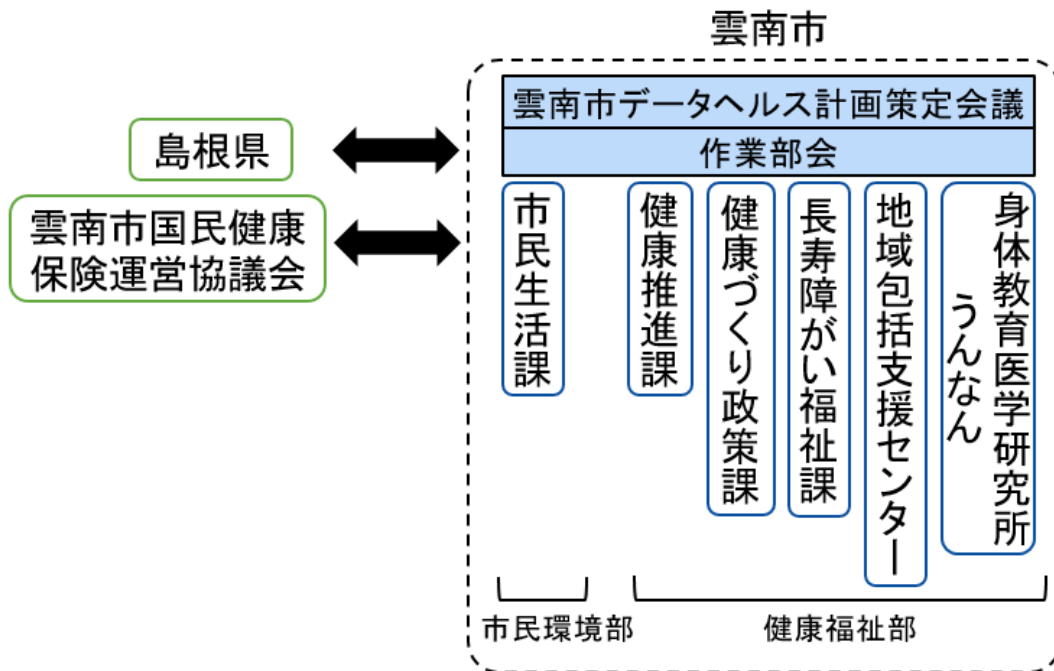 雲南市
雲南市データヘルス計画策定会議
作業部会
島根県
雲南市国民健康
保険運営協議会
市民生活課
健康推進課
健康づくり政策課
長寿障がい福祉課
地域包括支援センター
身体教育医学研究所
うんなん
市民環境部
健康福祉部